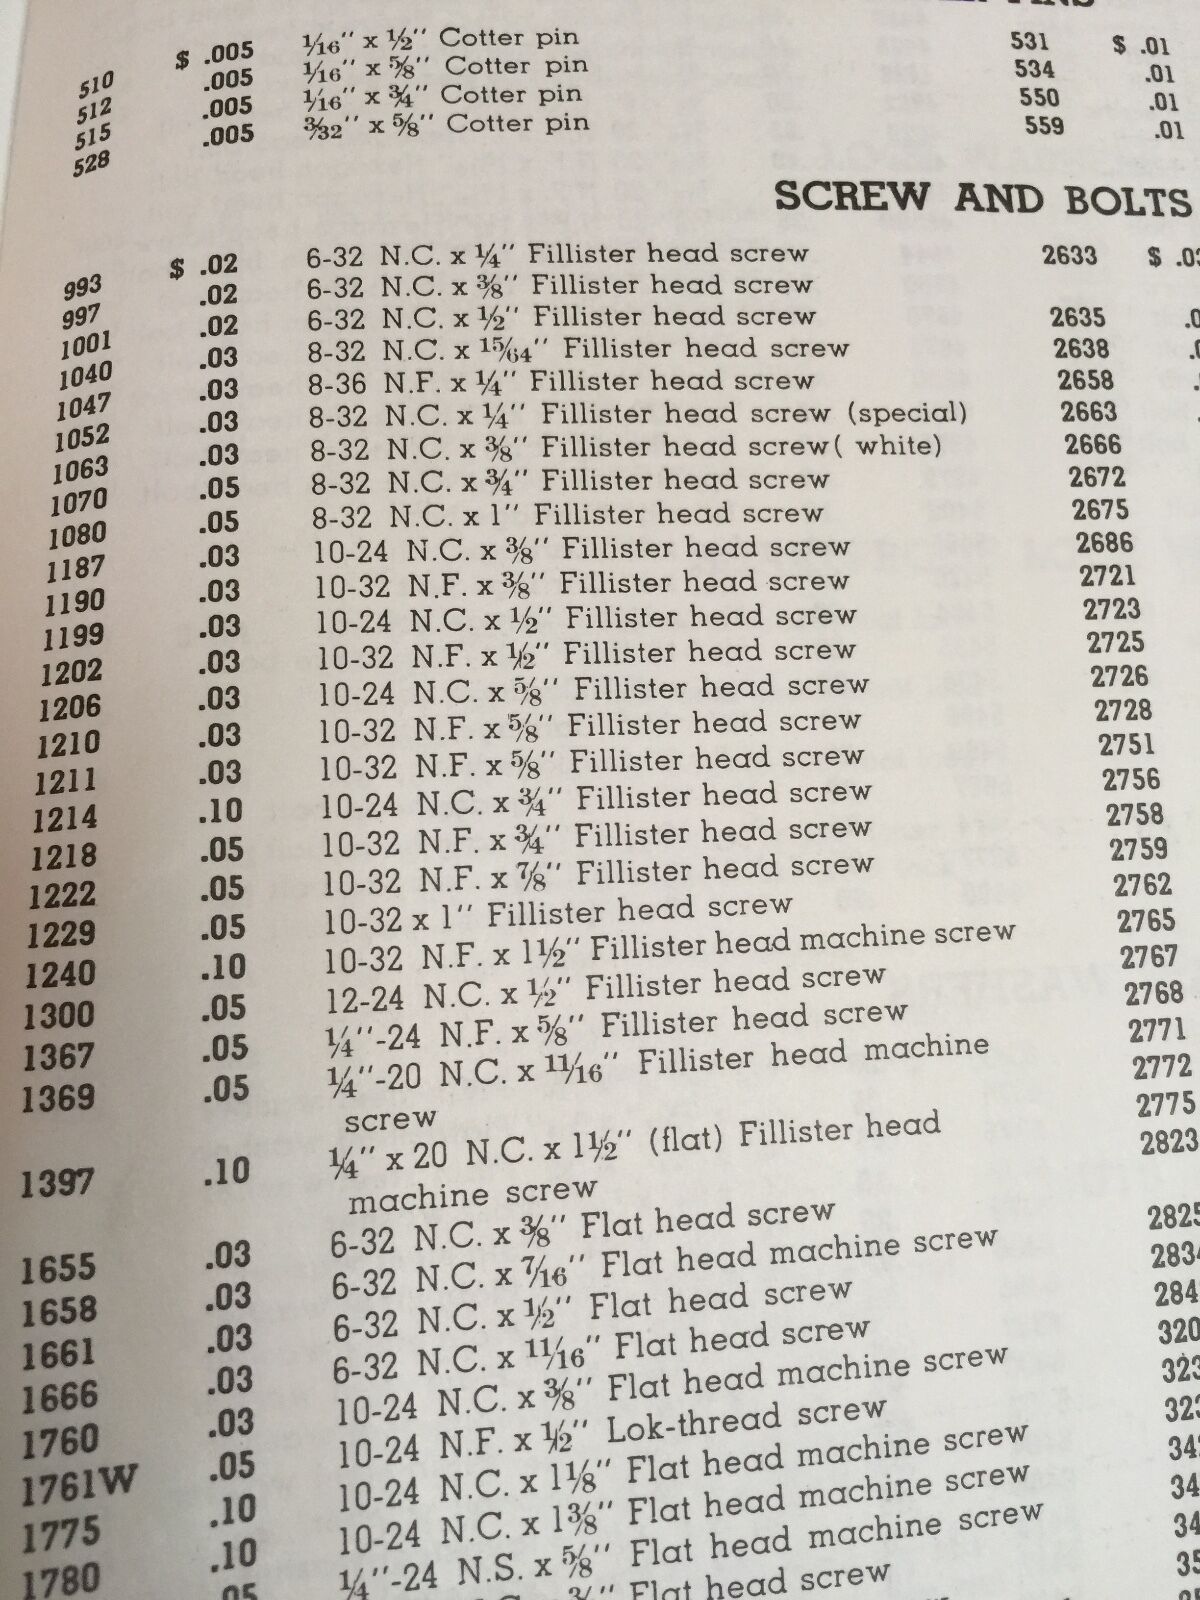 PINS
510 $ .005 1/16" x 1/2" Cotter pin
512 .005 1/16" x 5/8" Cotter pin
515 .005 1/16" x 3/4" Cotter pin
528 .005 3/32" x 5/8" Cotter pin
531 $ .01
534 .01
550 .01
559 .01
SCREW AND BOLTS
993 $ .02 6-32 N.C. x 1/4" Fillister head screw
997 .02 6-32 N.C. x 3/8" Fillister head screw
1001 .02 6-32 N.C. x 1/2" Fillister head screw
1040 .03 8-32 N.C. x 15/64" Fillister head screw
1047 .03 8-36 N.F. x 1/4" Fillister head screw
1052 .03 8-32 N.C. x 1/4" Fillister head screw (special)
1063 .03 8-32 N.C. x 3/8" Fillister head screw( white)
1070 .05 8-32 N.C. x 3/4" Fillister head screw
1080 .05 8-32 N.C. x 1" Fillister head screw
1187 .03 10-24 N.C. x 3/8" Fillister head screw
1190 .03 10-32 N.F. x 3/8" Fillister head screw
1199 .03 10-24 N.C. x 1/2" Fillister head screw
1202 .03 10-32 N.F. x 1/2" Fillister head screw
1206 .03 10-24 N.C. x 5/8" Fillister head screw
1210 .03 10-32 N.F. x 5/8" Fillister head screw
1211 .03 10-32 N.F. x 5/8" Fillister head screw
1214 .10 10-24 N.C. x 3/4" Fillister head screw
1218 .05 10-32 N.F. x 3/4" Fillister head screw
1222 .05 10-32 N.F. x 7/8" Fillister head screw
1229 .05 10-32 x 1" Fillister head screw
1240 .10 10-32 N.F. x 1 1/2" Fillister head machine screw
1300 .05 12-24 N.C. x 1/2" Fillister head screw
1367 .05 1/4"-24 N.F. x 5/8" Fillister head screw
1369 .05 1/4"-20 N.C. x 11/16" Fillister head machine
screw
1397 .10 1/4" x 20 N.C. x 1 1/2" (flat) Fillister head
machine screw
1655 .03 6-32 N.C. x 3/8" Flat head screw
1658 .03 6-32 N.C. x 7/16" Flat head machine screw
1661 .03 6-32 N.C. x 1/2" Flat head screw
1666 .03 6-32 N.C. x 11/16" Flat head screw
1760 .03 10-24 N.C. x 3/8" Flat head machine screw
1761W .05 10-24 N.F. x 1/2" Lok-thread screw
1775 .10 10-24 N.C. x 1 1/8" Flat head machine screw
1780 .10 10-24 N.C. x 1 3/8" Flat head machine screw
.05 1/4"-24 N.S. x 5/8" Flat head machine screw
N.C. x 3/4" Flat head screw
2633 $ .03
2635
2638
2658
2663
2666
2672
2675
2686
2721
2723
2725
2726
2728
2751
2756
2758
2759
2762
2765
2767
2768
2771
2772
2775
2823
2825
2834